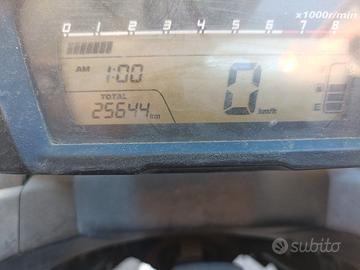 x1000r/min
0 1 2 3 4 5 6 7 8
AM 1:00
0 km/h
TOTAL
25644 km
E
subito